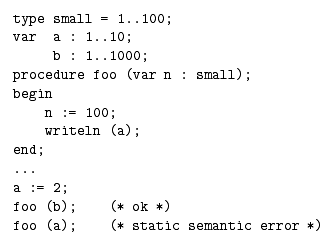 type small = 1..100;
var  a : 1..10;
     b : 1..1000;
procedure foo (var n : small);
begin
    n := 100;
    writeln (a);
end;
...
a := 2;
foo (b);    (* ok *)
foo (a);    (* static semantic error *)